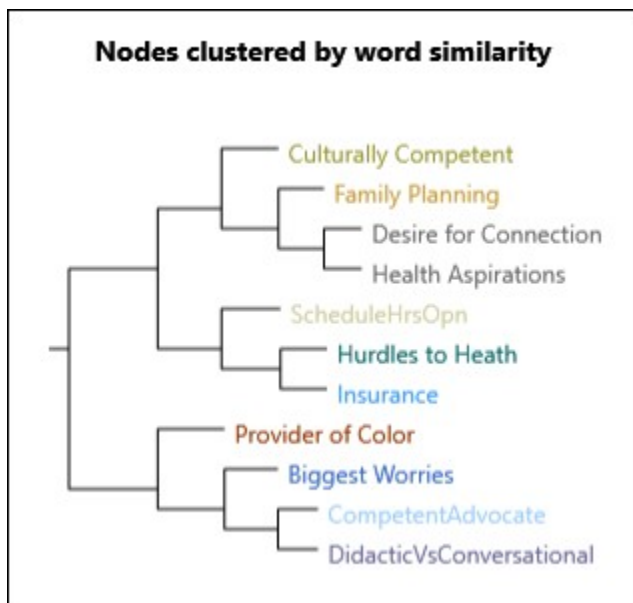 Nodes clustered by word similarity
Culturally Competent
Family Planning
Desire for Connection
Health Aspirations
ScheduleHrsOpn
Hurdles to Heath
Insurance
Provider of Color
Biggest Worries
CompetentAdvocate
DidacticVsConversational